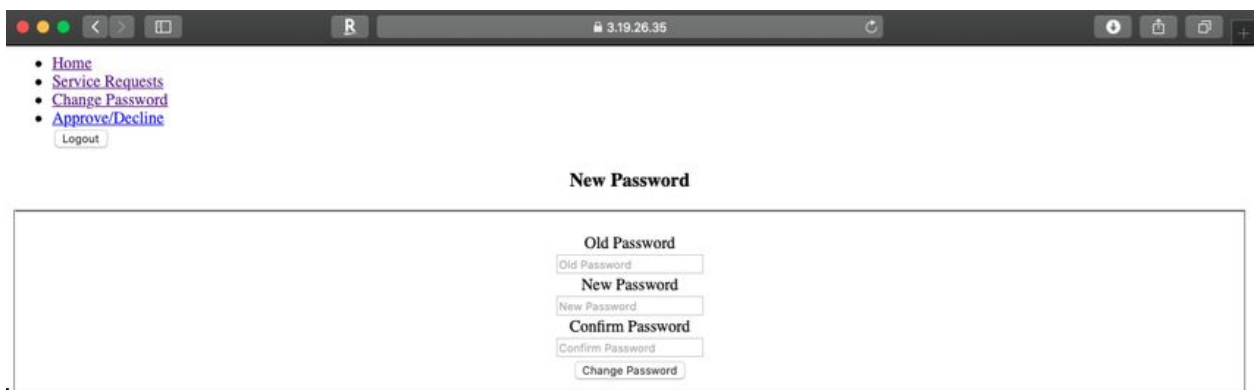 R
3.19.26.35
Home
Service Requests
Change Password
Approve/Decline
Logout
New Password
Old Password
Old Password
New Password
New Password
Confirm Password
Confirm Password
Change Password